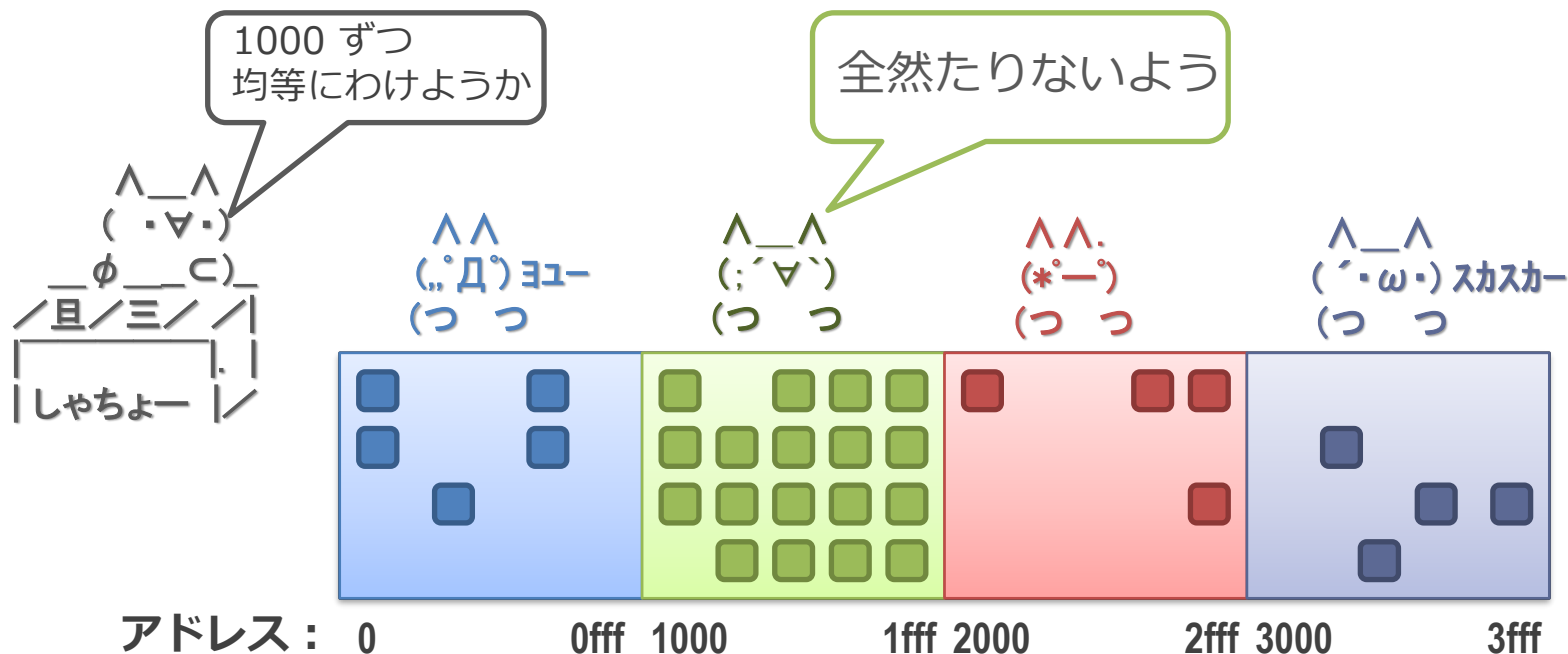 1000 ずつ
均等にわけようか
全然たりないよう
∧＿∧
(　・∀・)
＿φ＿＿⊂)＿
／旦／三／ ／|
|￣￣￣￣￣|. |
| しゃちょー |／
∧ ∧
(,,ﾟДﾟ) ﾖﾕｰ
(つ　つ
∧＿∧
(;´∀｀)
(つ　つ
∧ ∧.
(*ﾟーﾟ)
(つ　つ
∧＿∧
(´・ω・) ｽｶｽｶｰ
(つ　つ
アドレス： 0 0fff 1000 1fff 2000 2fff 3000 3fff